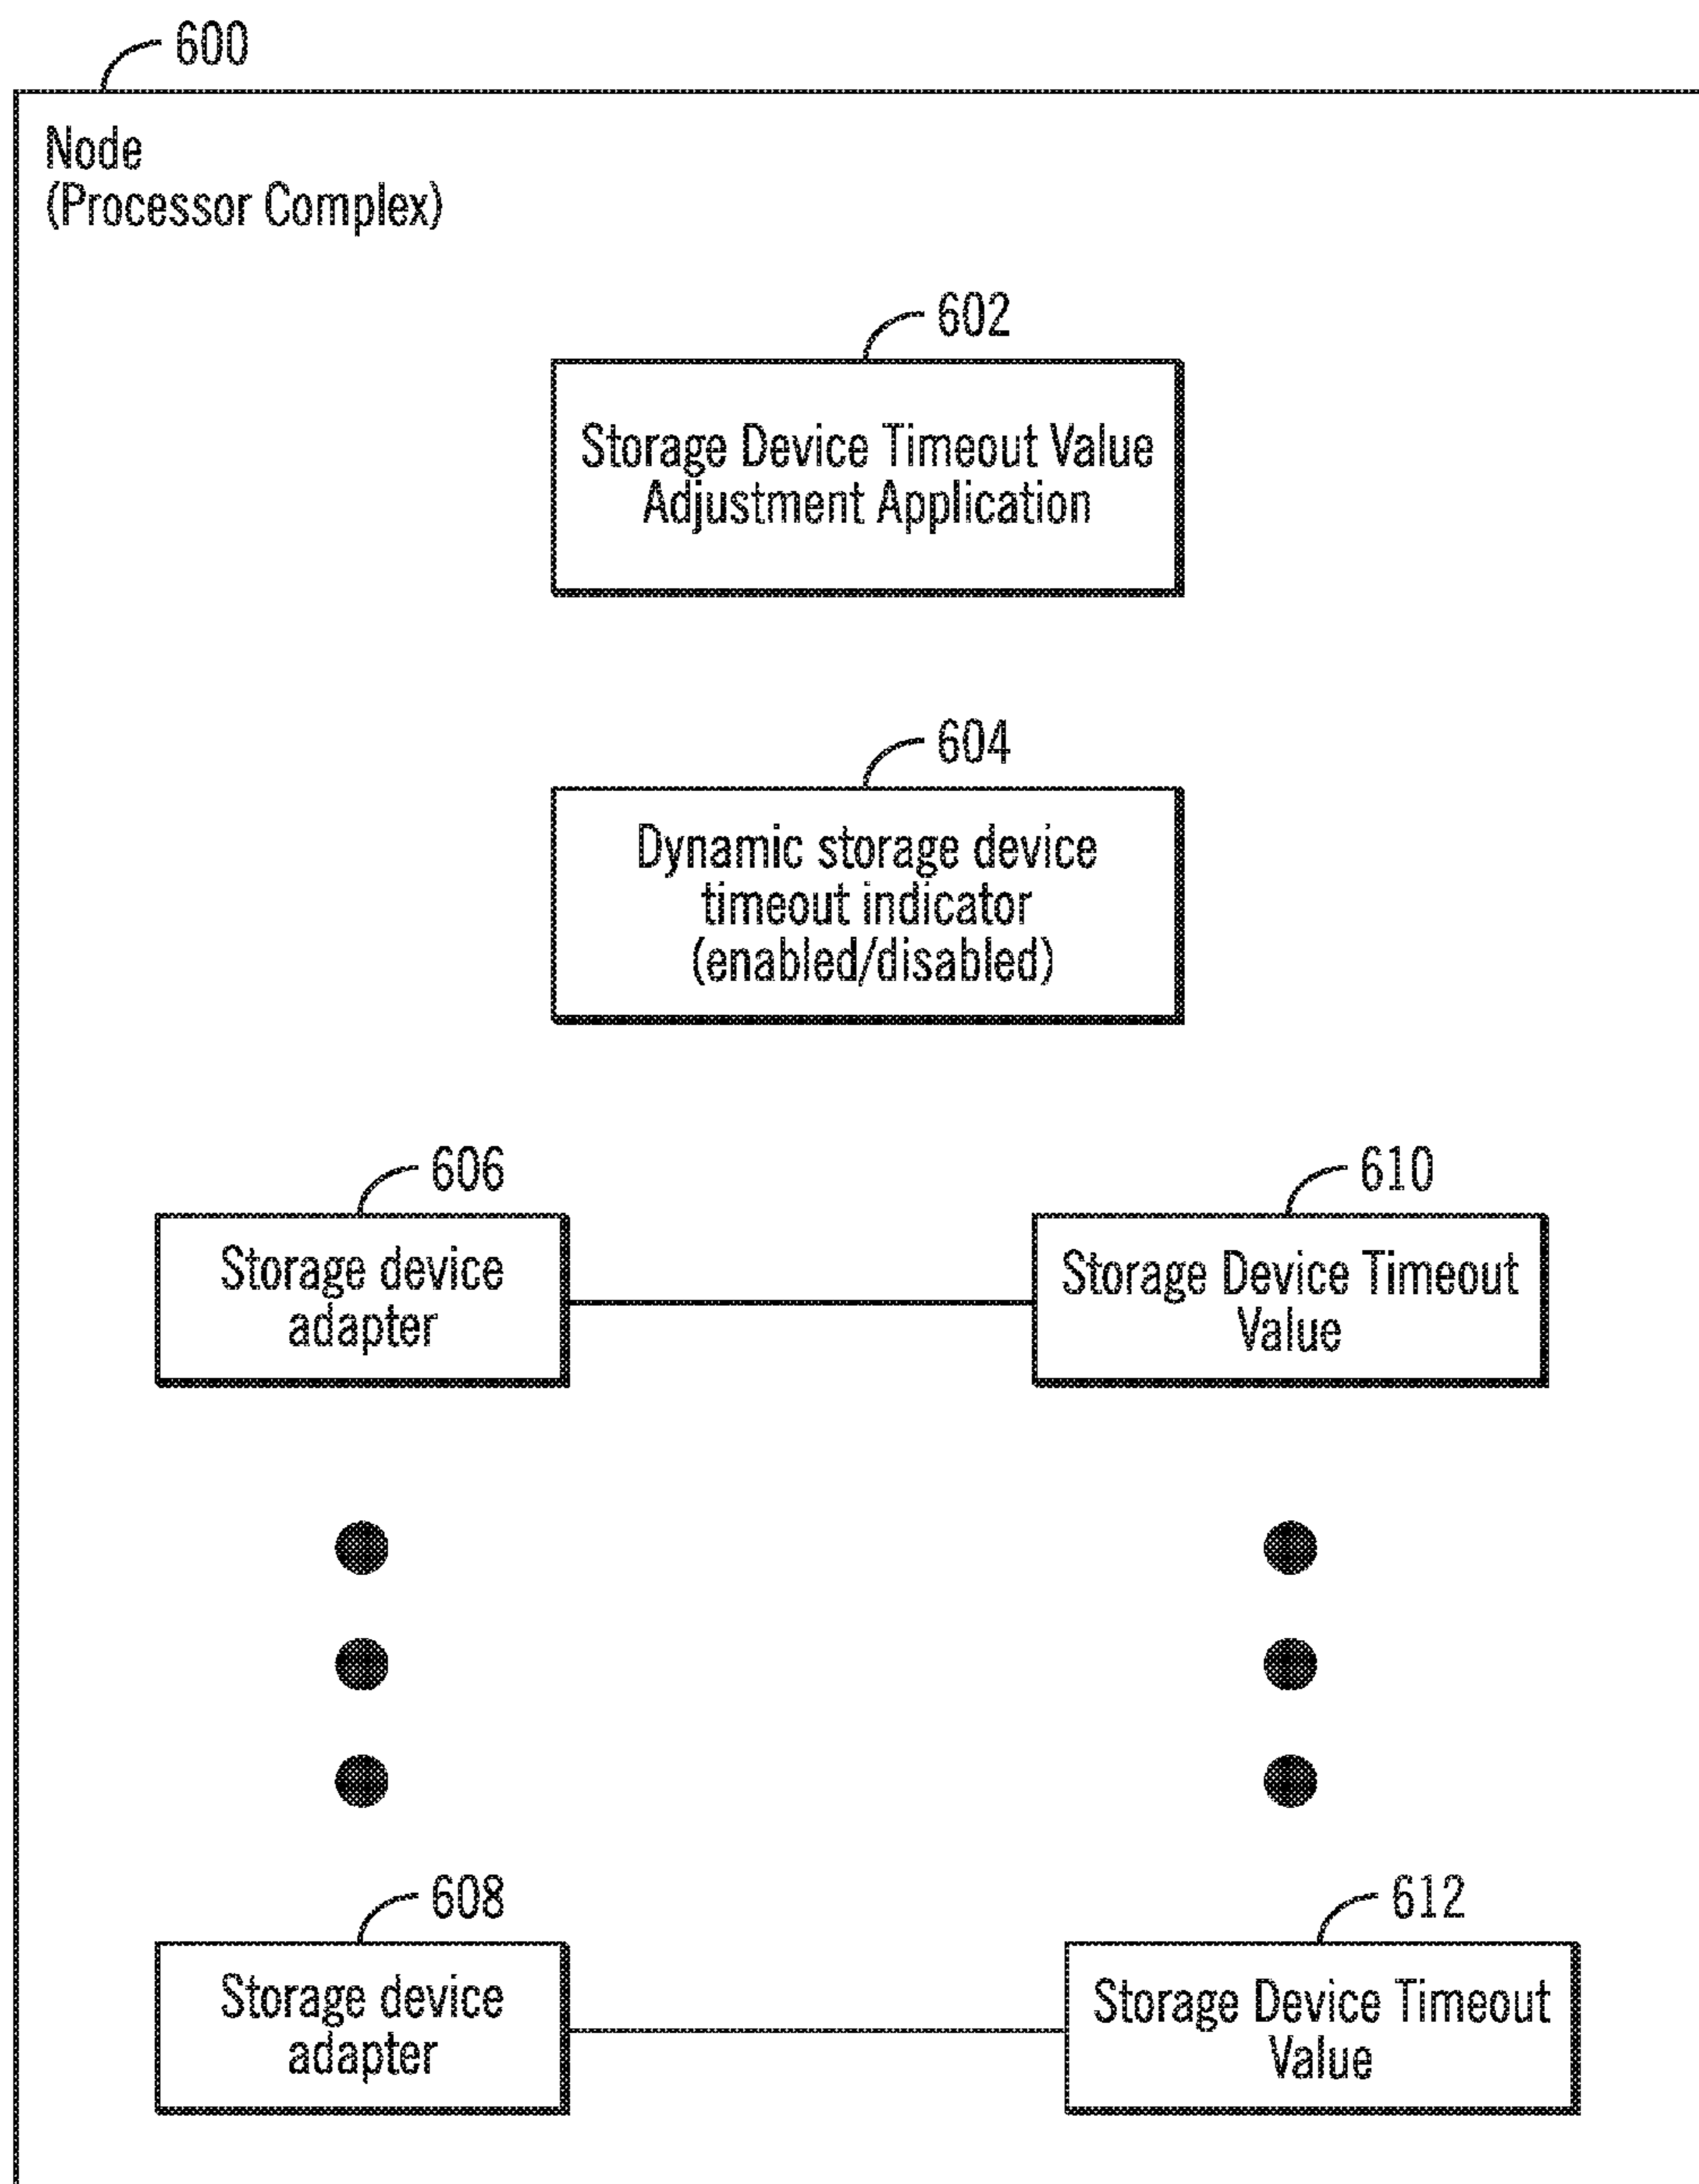 600
Node
(Processor Complex)
602
Storage Device Timeout Value
Adjustment Application
604
Dynamic storage device
timeout indicator
(enabled/disabled)
606
610
Storage device
adapter
Storage Device Timeout
Value
608
612
Storage device
adapter
Storage Device Timeout
Value